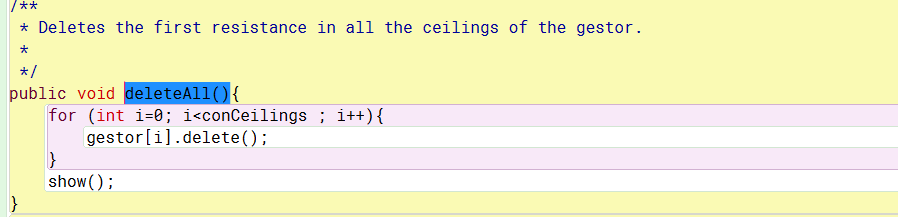 /**
* Deletes the first resistance in all the ceilings of the gestor.
*
*/
public void deleteAll(){
for (int i=0; i<conCeilings ; i++){
gestor[i].delete();
}
show();
}